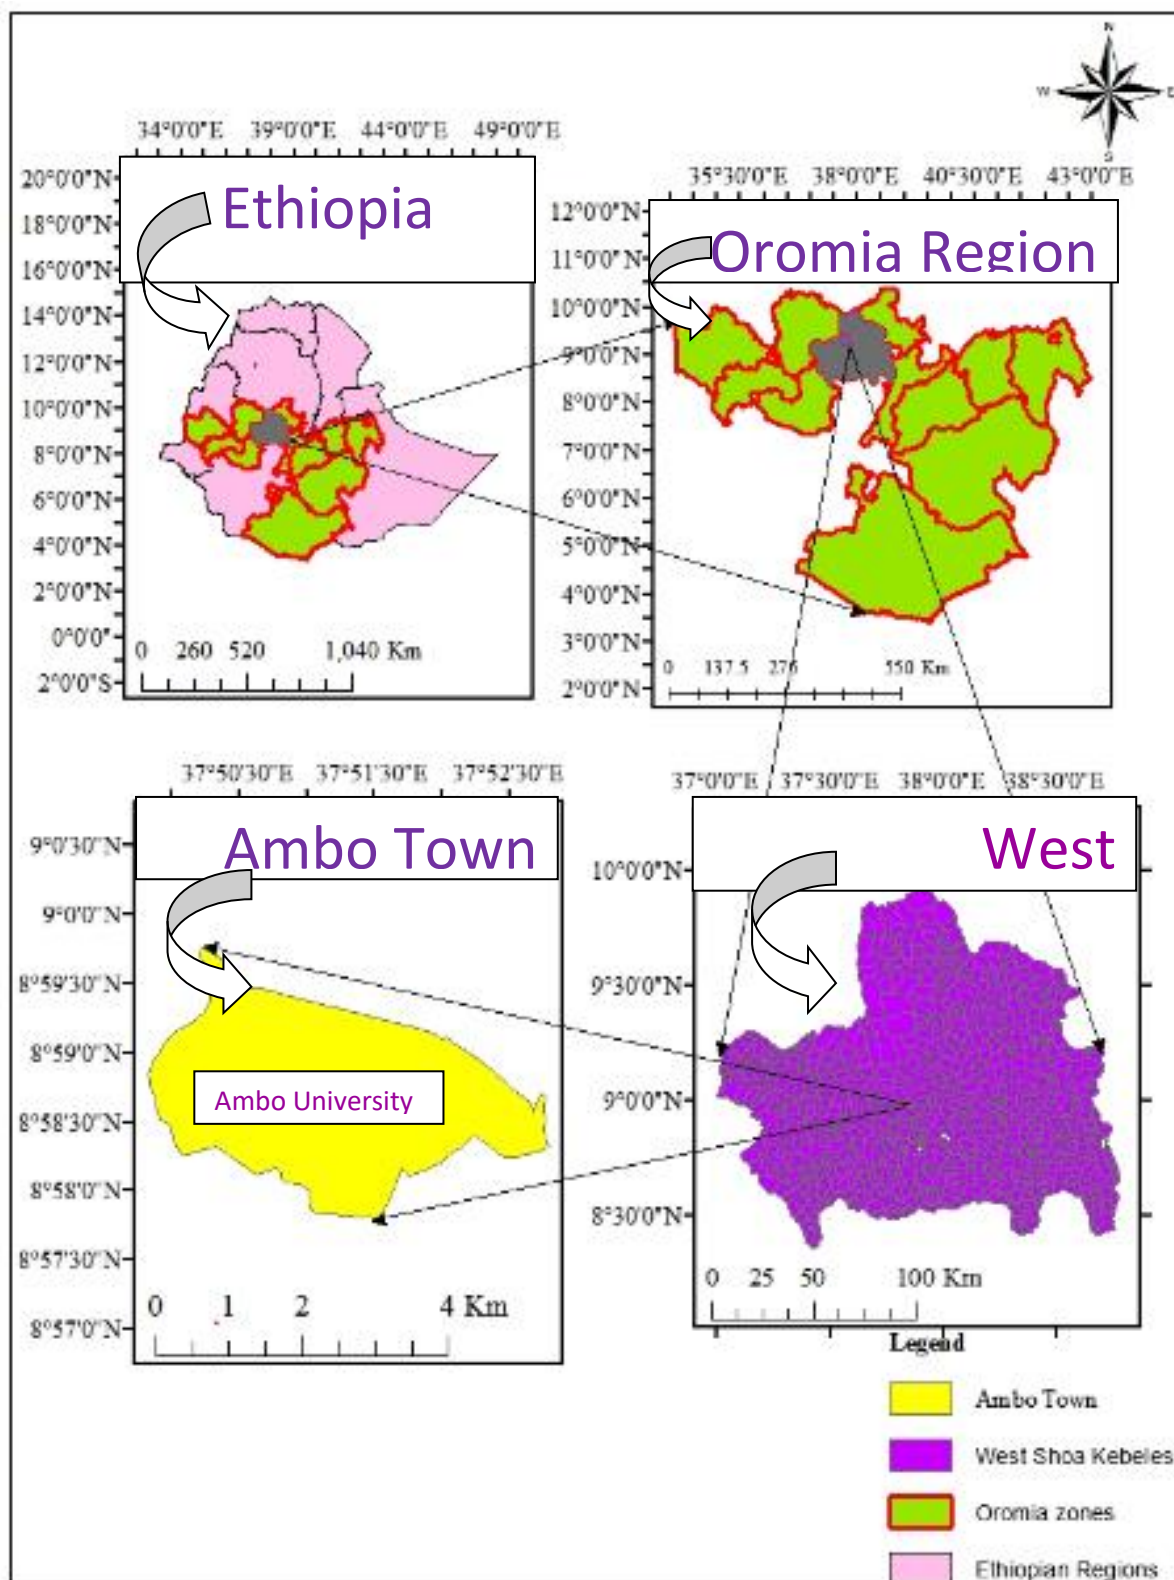 N
W E
S
34°0'0"E 39°0'0"E 44°0'0"E 49°0'0"E
20°0'0"N
18°0'0"N
16°0'0"N
14°0'0"N
12°0'0"N
10°0'0"N
8°0'0"N
6°0'0"N
4°0'0"N
2°0'0"N
0°0'0"
2°0'0"S
Ethiopia
0 260 520 1,040 Km
35°30'0"E 38°0'0"E 40°30'0"E 43°0'0"E
12°0'0"N
11°0'0"N
10°0'0"N
9°0'0"N
8°0'0"N
7°0'0"N
6°0'0"N
5°0'0"N
4°0'0"N
3°0'0"N
2°0'0"N
Oromia Region
0 137.5 275 550 Km
37°50'30"E 37°51'30"E 37°52'30"E
9°0'30"N
9°0'0"N
8°59'30"N
8°59'0"N
8°58'30"N
8°58'0"N
8°57'30"N
8°57'0"N
Ambo Town
Ambo University
0 1 2 4 Km
37°0'0"E 37°30'0"E 38°0'0"E 38°30'0"E
10°0'0"N
9°30'0"N
9°0'0"N
8°30'0"N
West
0 25 50 100 Km
Legend
Ambo Town
West Shoa Kebeles
Oromia zones
Ethiopian Regions